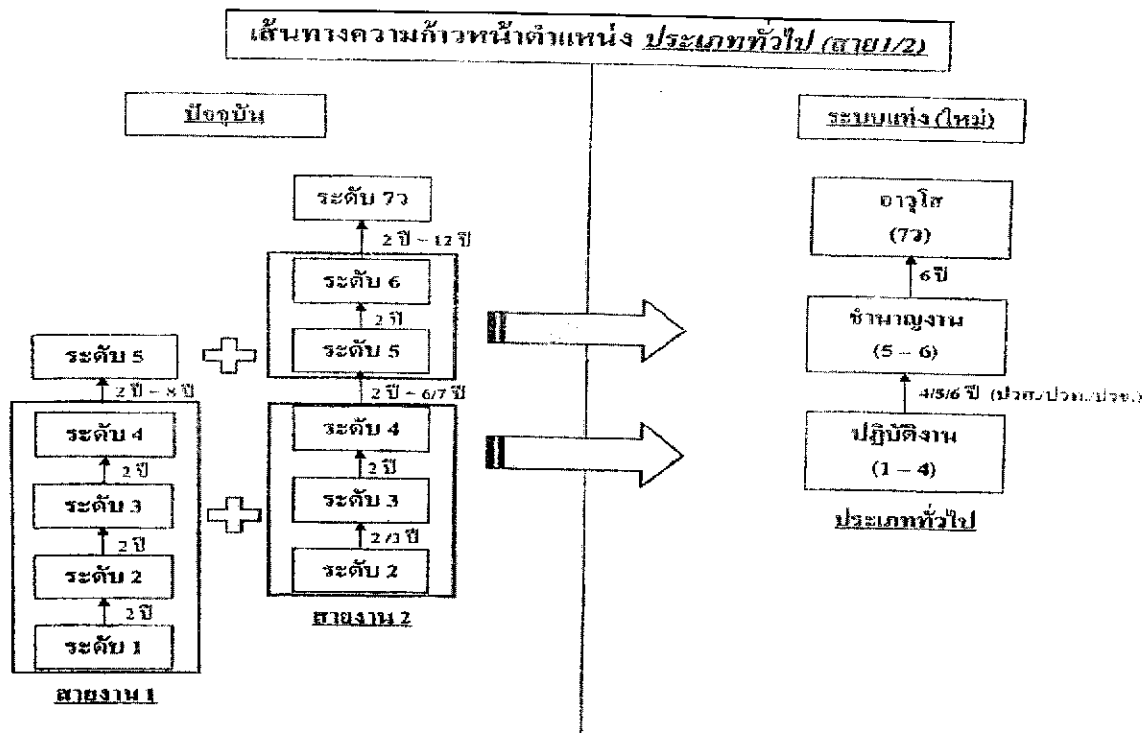 เส้นทางความก้าวหน้าตำแหน่ง ประเภททั่วไป (สาย1/2)
ปัจจุบัน
ระดับ 7ว
2 ปี - 12 ปี
ระดับ 6
2 ปี
ระดับ 5
ระดับ 5
2 ปี - 8 ปี
2 ปี - 6/7 ปี
ระดับ 4
2 ปี
ระดับ 3
2 ปี
ระดับ 2
2 ปี
ระดับ 1
สายงาน 1
ระดับ 4
2 ปี
ระดับ 3
2/3 ปี
ระดับ 2
สายงาน 2
ระบบแท่ง (ใหม่)
อาวุโส
(7ว)
6 ปี
ชำนาญงาน
(5 – 6)
4/5/6 ปี (ปวส./ปวท./ปวช.)
ปฏิบัติงาน
(1 – 4)
ประเภททั่วไป